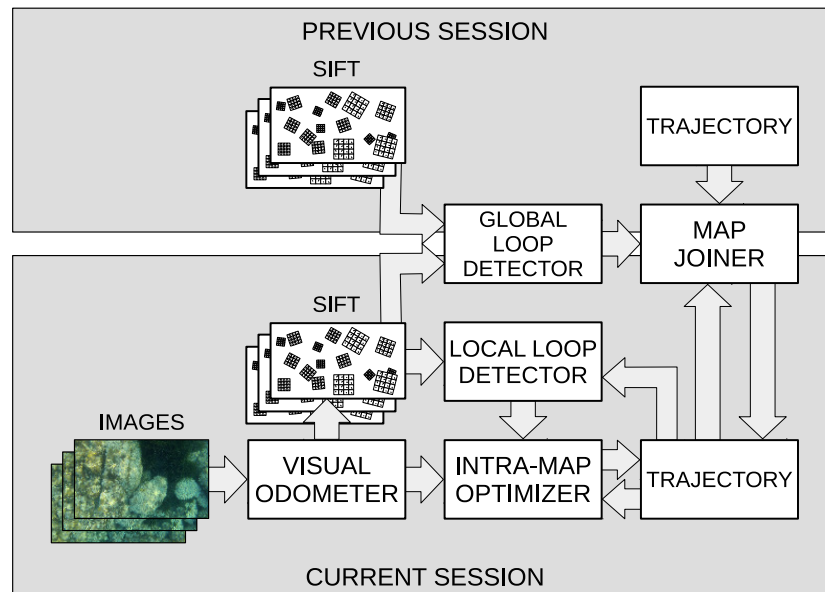 PREVIOUS SESSION
SIFT
TRAJECTORY
GLOBAL
LOOP
DETECTOR
MAP
JOINER
SIFT
LOCAL LOOP
DETECTOR
IMAGES
VISUAL
ODOMETER
INTRA-MAP
OPTIMIZER
TRAJECTORY
CURRENT SESSION